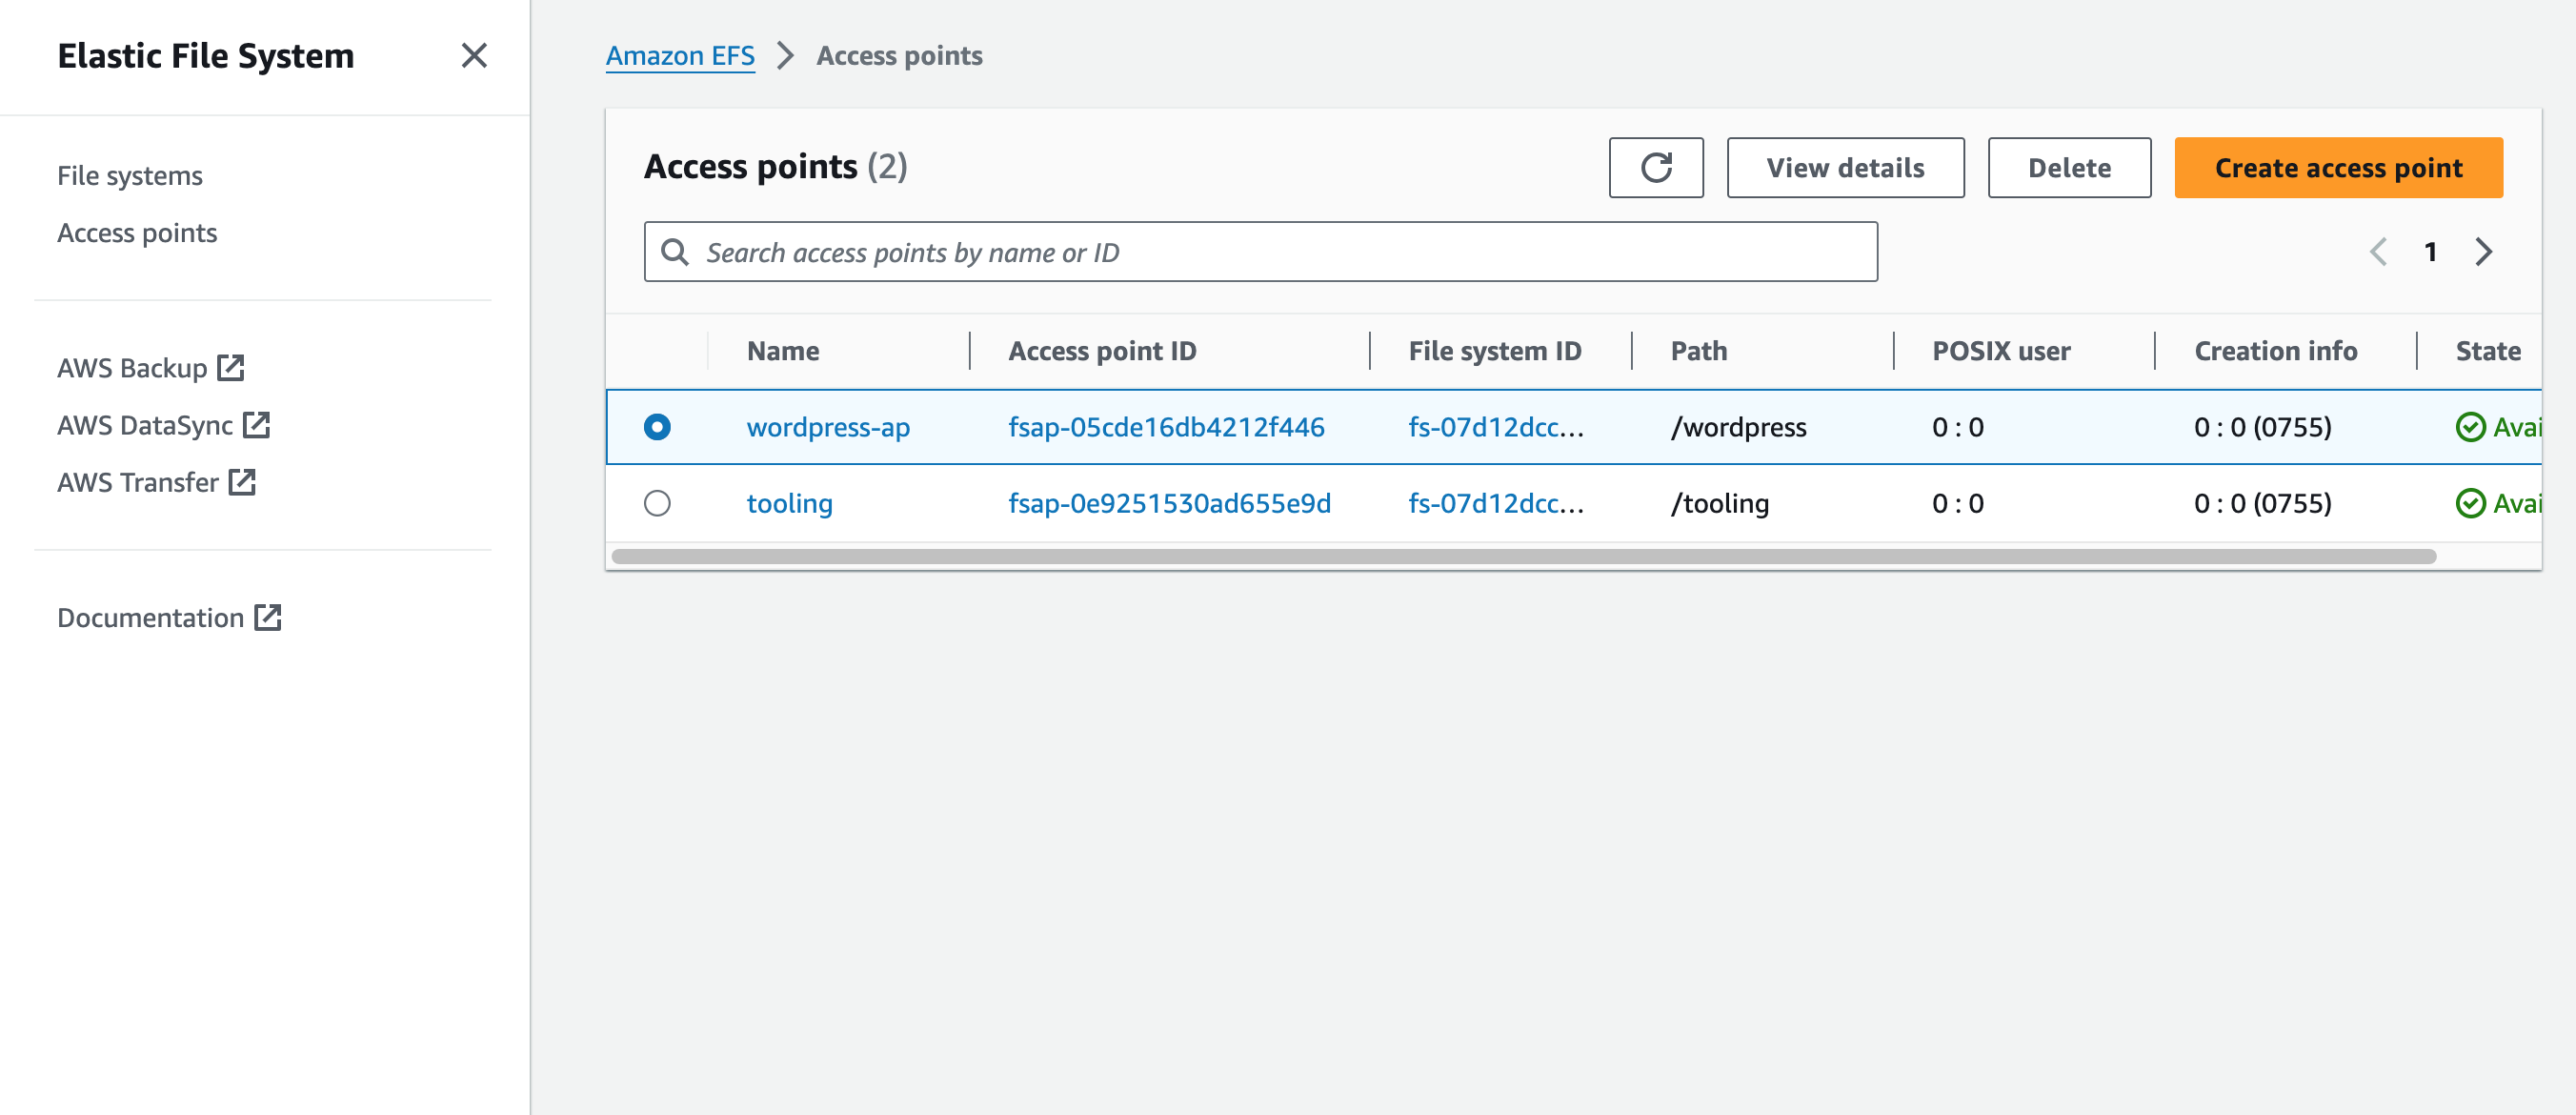 Elastic File System
File systems
Access points
AWS Backup
AWS DataSync
AWS Transfer
Documentation
Amazon EFS > Access points
Access points (2)
View details
Delete
Create access point
Search access points by name or ID
1
Name Access point ID File system ID Path POSIX user Creation info State
wordpress-ap fsap-05cde16db4212f446 fs-07d12dcc... /wordpress 0 : 0 0 : 0 (0755) Avai
tooling fsap-0e9251530ad655e9d fs-07d12dcc... /tooling 0 : 0 0 : 0 (0755) Avai